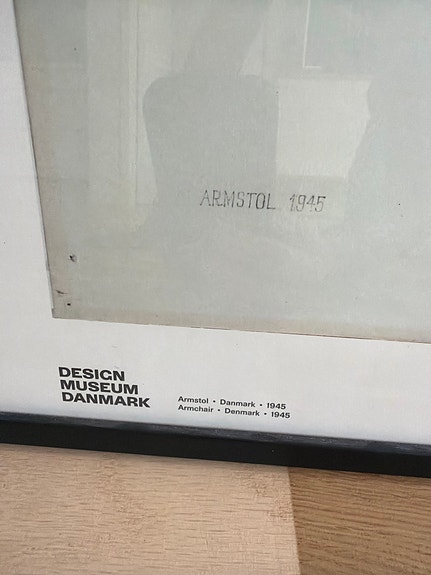 ARMSTOL 1945
DESIGN
MUSEUM
DANMARK
Armstol • Danmark • 1945
Armchair • Denmark • 1945